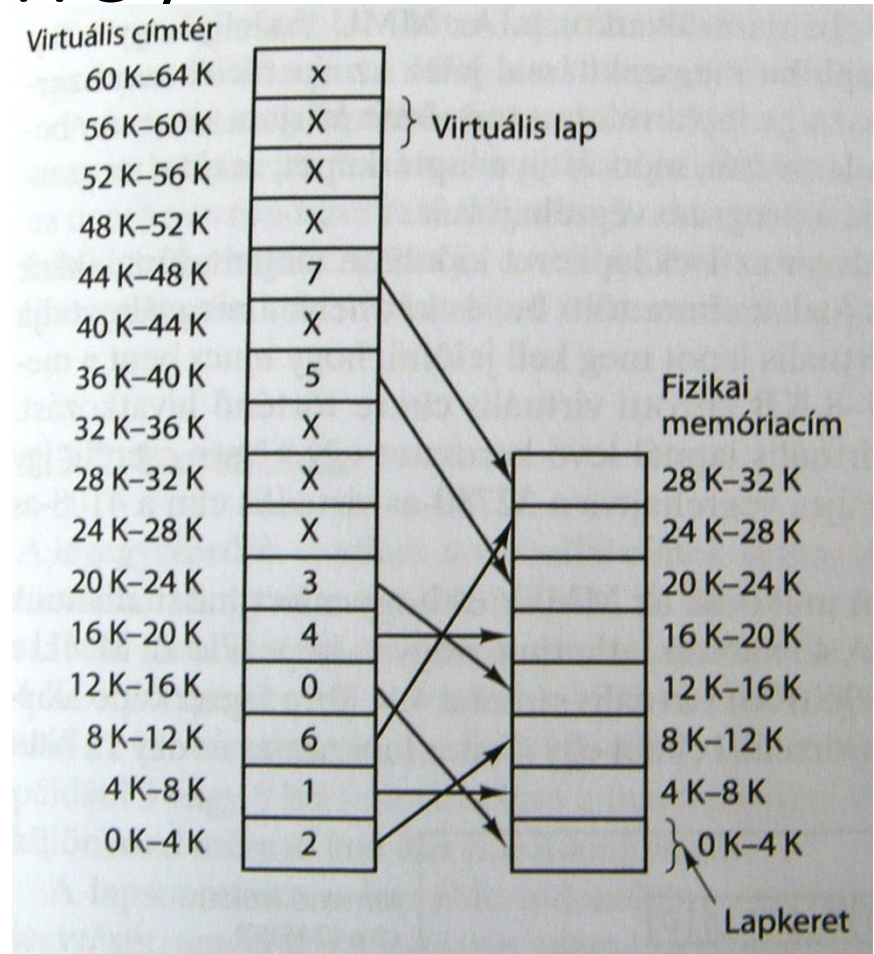 Virtuális címtér
60 K–64 K x
56 K–60 K X
Virtuális lap
52 K–56 K X
48 K–52 K X
44 K–48 K 7
40 K–44 K X
36 K–40 K 5
32 K–36 K X
28 K–32 K X
24 K–28 K X
20 K–24 K 3
16 K–20 K 4
12 K–16 K 0
8 K–12 K 6
4 K–8 K 1
0 K–4 K 2
Fizikai
memóriacím
28 K–32 K
24 K–28 K
20 K–24 K
16 K–20 K
12 K–16 K
8 K–12 K
4 K–8 K
0 K–4 K
Lapkeret